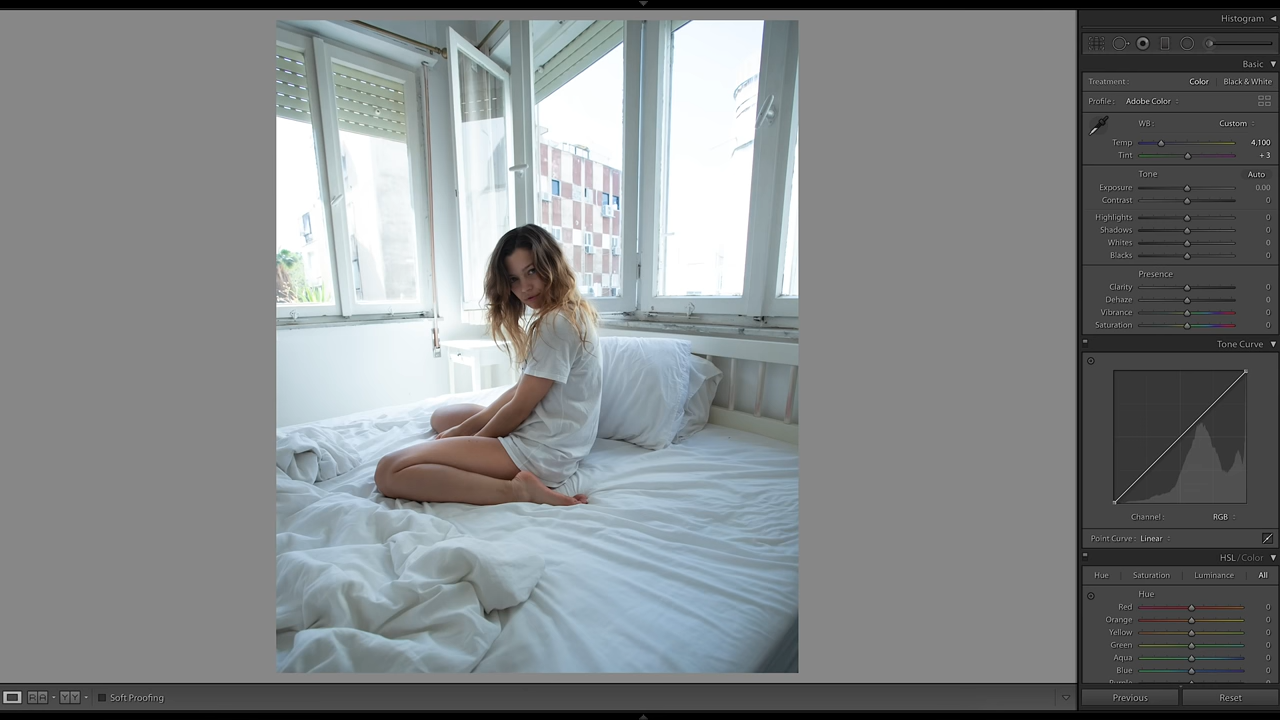 Histogram
Basic
Treatment : Color Black & White
Profile : Adobe Color
WB : Custom
Temp 4,100
Tint + 3
Tone Auto
Exposure 0.00
Contrast 0
Highlights 0
Shadows 0
Whites 0
Blacks 0
Presence
Clarity 0
Dehaze 0
Vibrance 0
Saturation 0
Tone Curve
Channel : RGB
Point Curve : Linear
HSL / Color
Hue Saturation Luminance All
Hue
Red 0
Orange 0
Yellow 0
Green 0
Aqua 0
Blue 0
Purple
Soft Proofing Previous Reset